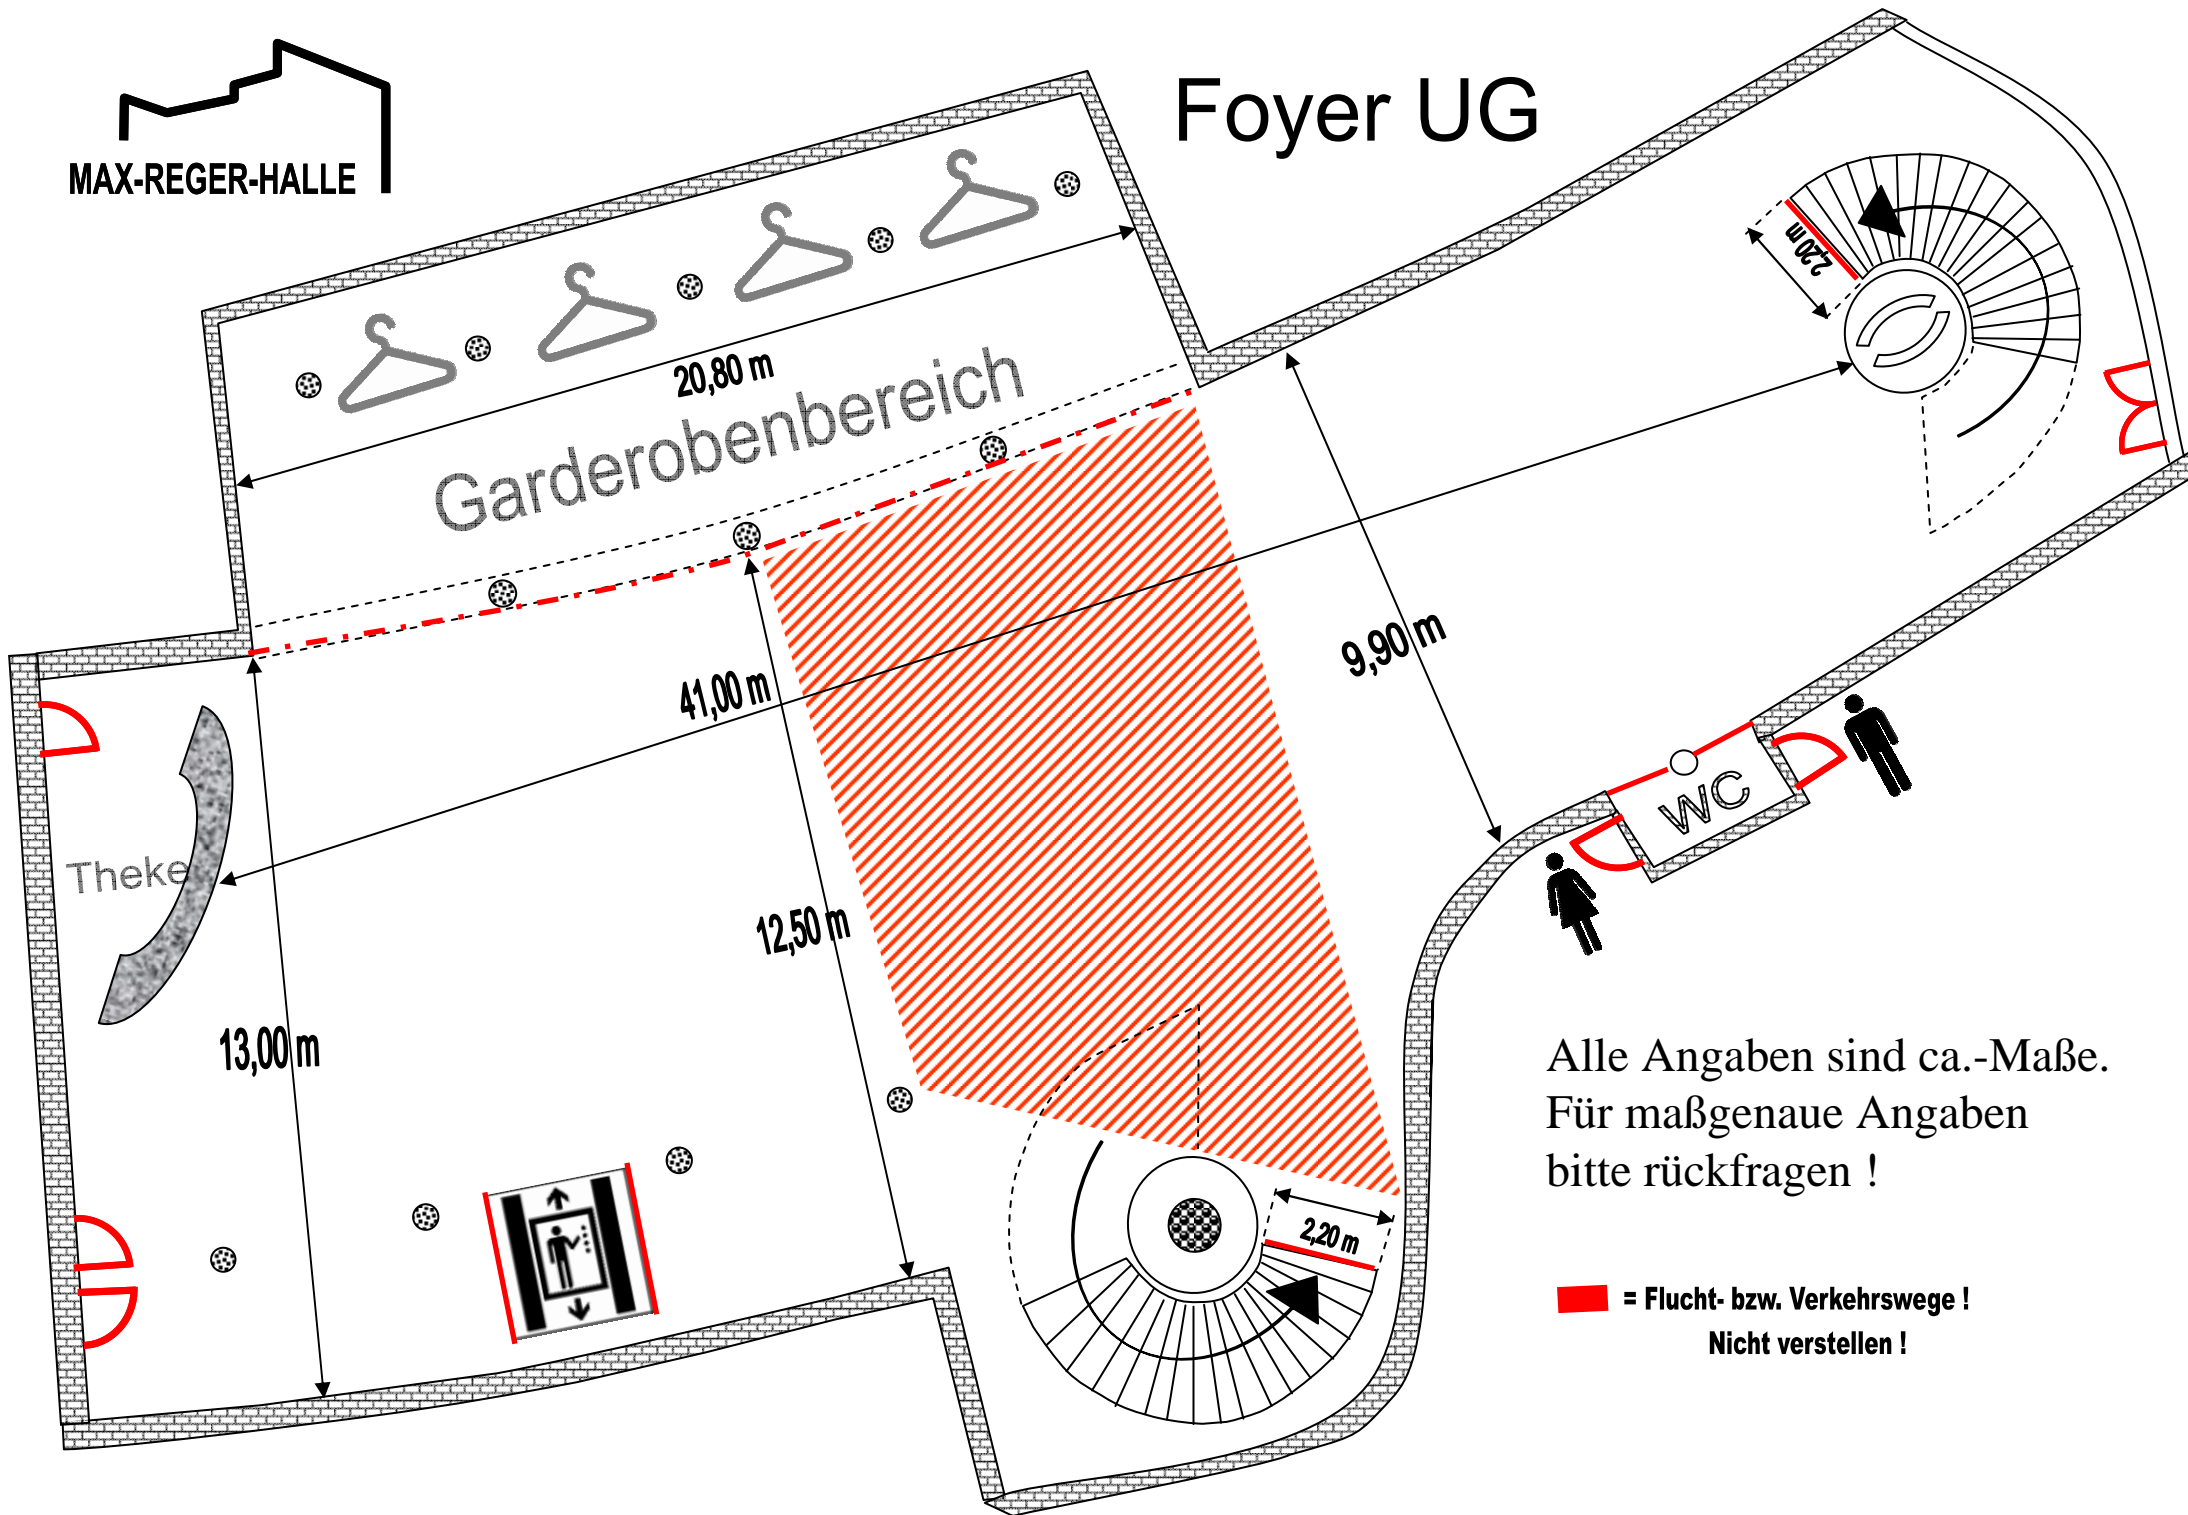 MAX-REGER-HALLE
Foyer UG
2,20 m
20,80 m
Garderobenbereich
9,90 m
41,00 m
WC
Theke
12,50 m
13,00 m
2,20 m
Alle Angaben sind ca.-Maße.
Für maßgenaue Angaben
bitte rückfragen !
= Flucht- bzw. Verkehrswege !
Nicht verstellen !